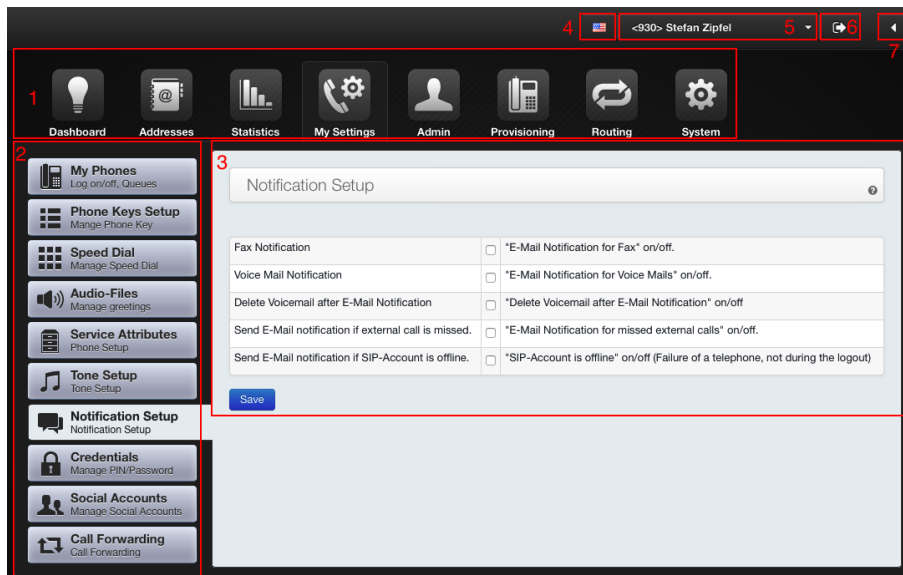 4
<930> Stefan Zipfel
5
6
7
1
Dashboard
Addresses
Statistics
My Settings
Admin
Provisioning
Routing
System
2
My Phones
Log on/off, Queues
Phone Keys Setup
Mange Phone Key
Speed Dial
Manage Speed Dial
Audio-Files
Manage greetings
Service Attributes
Phone Setup
Tone Setup
Tone Setup
Notification Setup
Notification Setup
Credentials
Manage PIN/Password
Social Accounts
Manage Social Accounts
Call Forwarding
Call Forwarding
3
Notification Setup
Fax Notification
"E-Mail Notification for Fax" on/off.
Voice Mail Notification
"E-Mail Notification for Voice Mails" on/off.
Delete Voicemail after E-Mail Notification
"Delete Voicemail after E-Mail Notification" on/off
Send E-Mail notification if external call is missed.
"E-Mail Notification for missed external calls" on/off.
Send E-Mail notification if SIP-Account is offline.
"SIP-Account is offline" on/off (Failure of a telephone, not during the logout)
Save